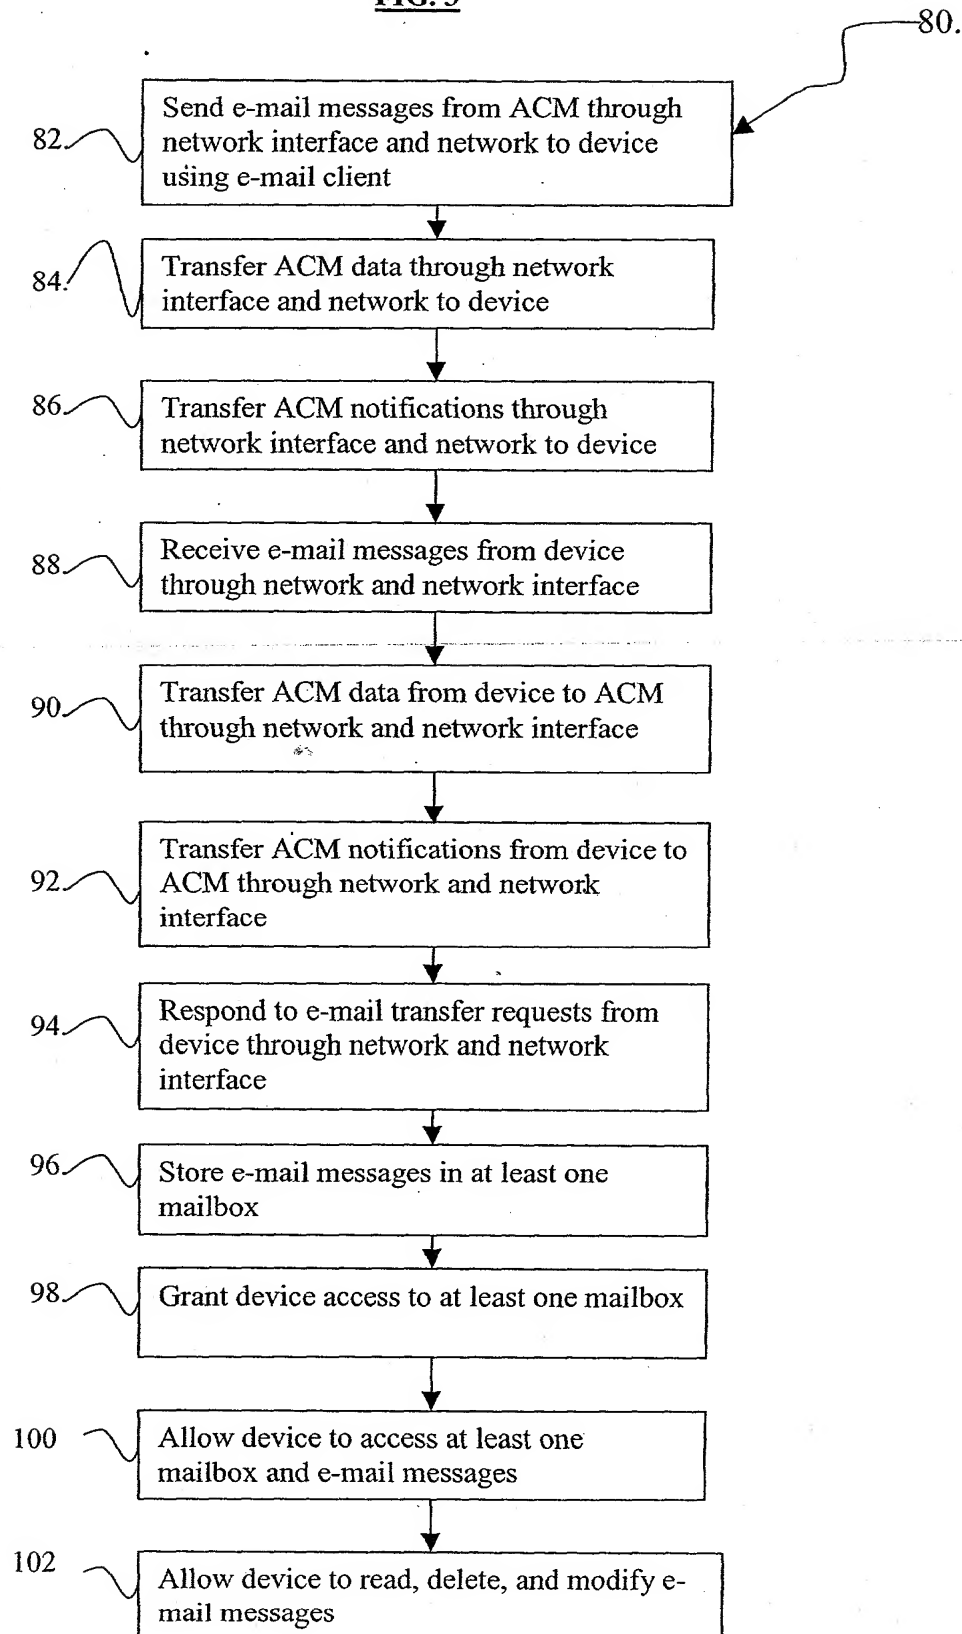 80.
82
Send e-mail messages from ACM through
network interface and network to device
using e-mail client
84
Transfer ACM data through network
interface and network to device
86
Transfer ACM notifications through
network interface and network to device
88
Receive e-mail messages from device
through network and network interface
90
Transfer ACM data from device to ACM
through network and network interface
92
Transfer ACM notifications from device to
ACM through network and network
interface
94
Respond to e-mail transfer requests from
device through network and network
interface
96
Store e-mail messages in at least one
mailbox
98
Grant device access to at least one mailbox
100
Allow device to access at least one
mailbox and e-mail messages
102
Allow device to read, delete, and modify e-
mail messages